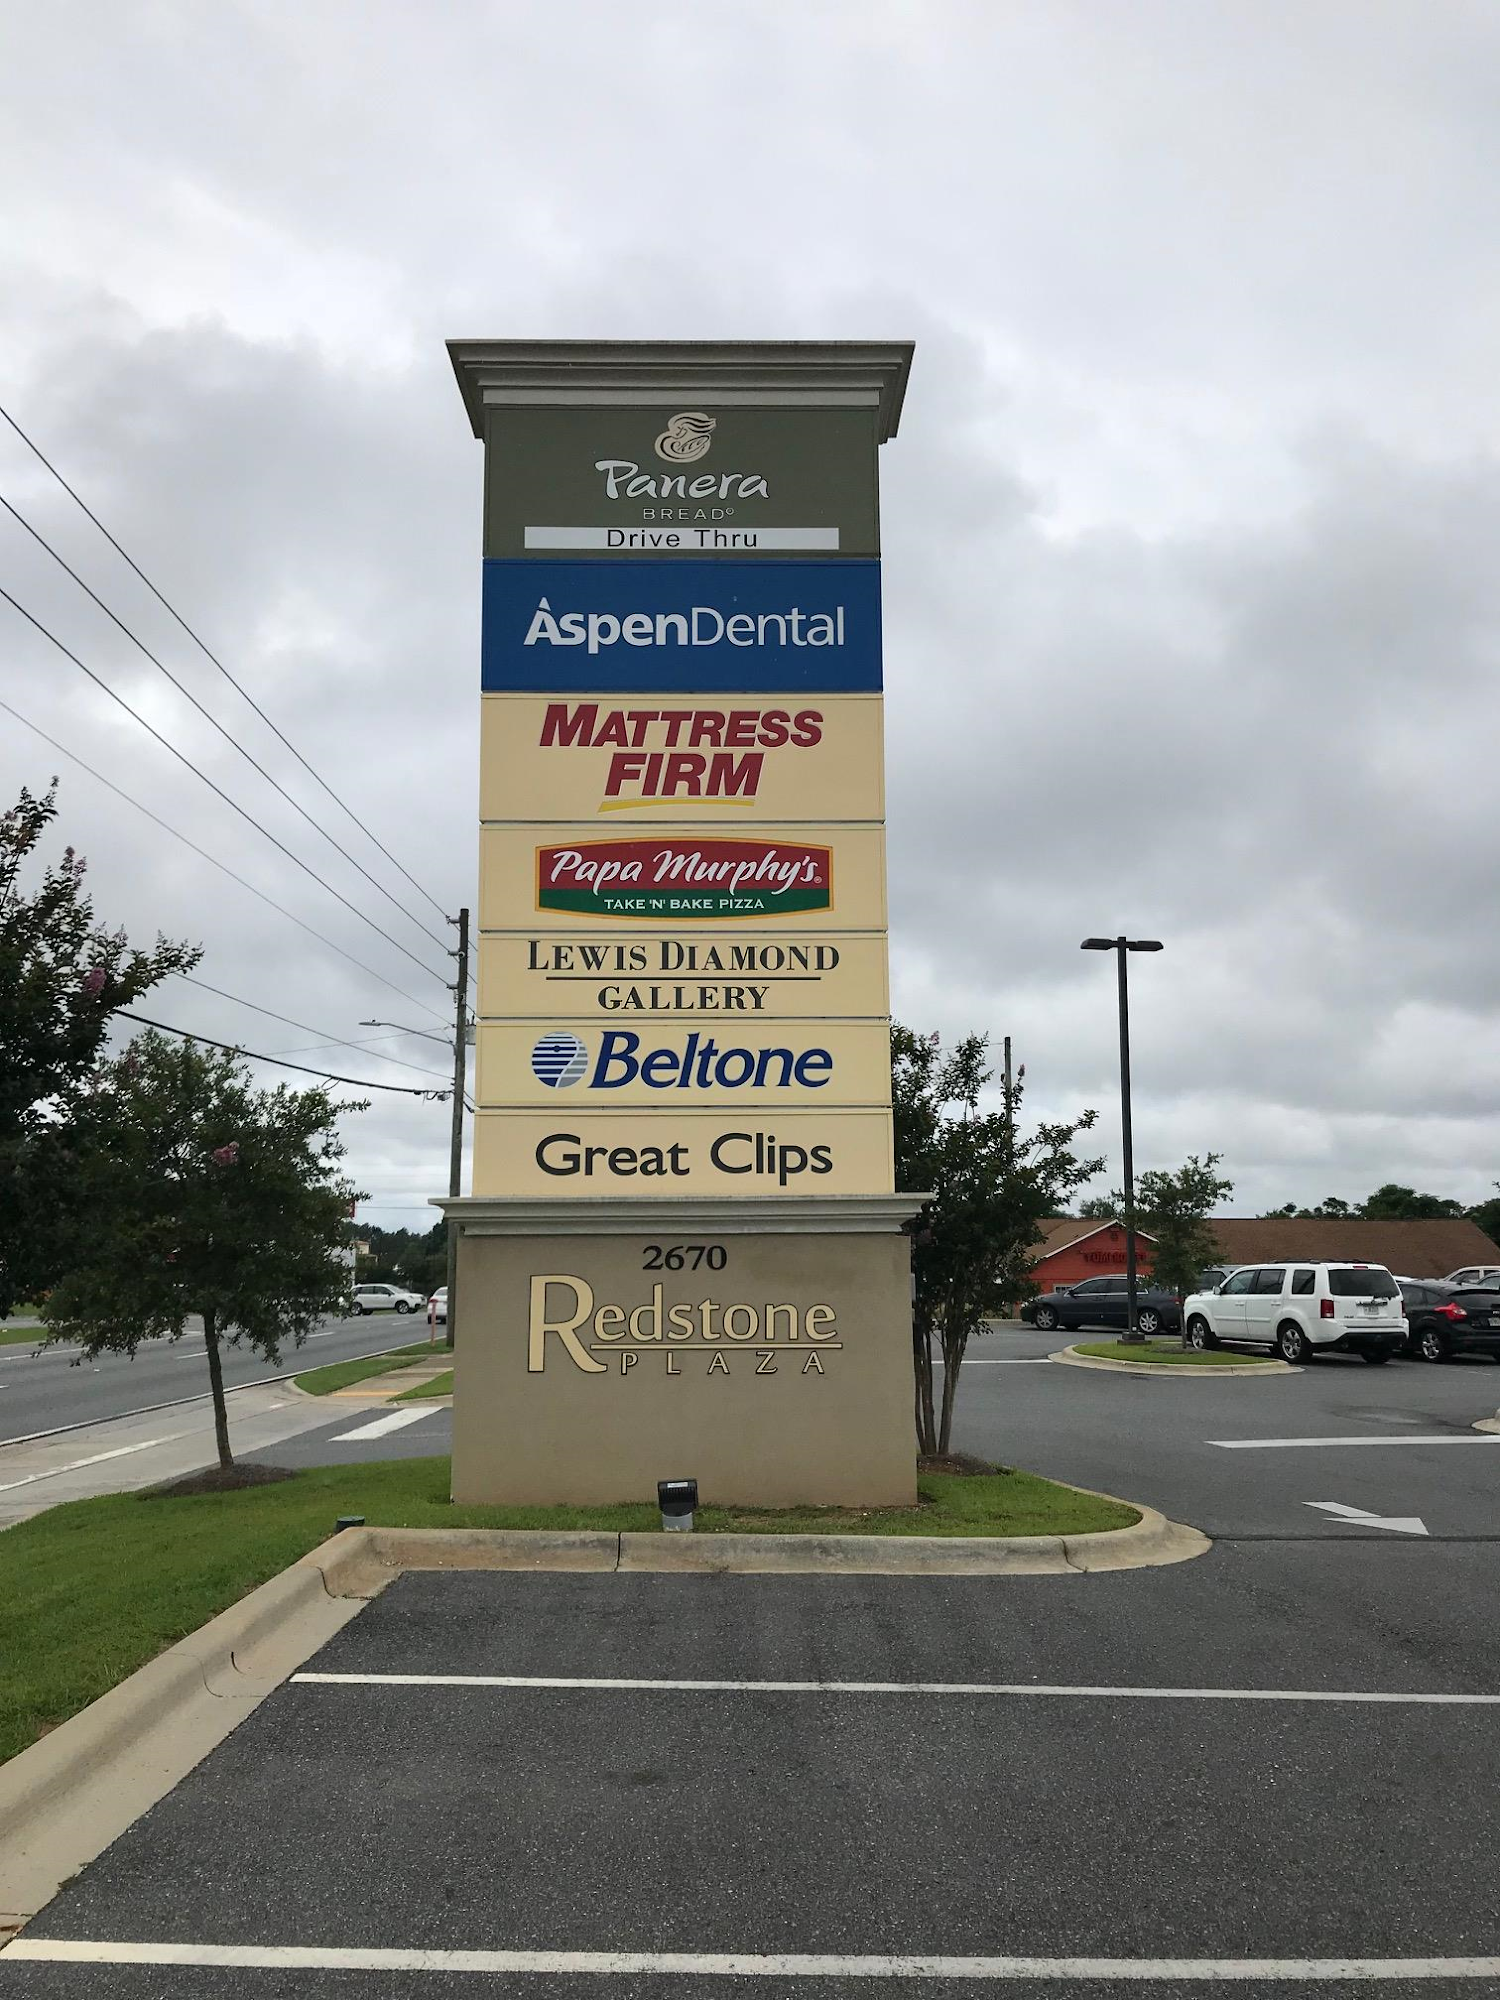 Panera
BREAD®
Drive Thru
AspenDental
MATTRESS
FIRM
Papa Murphy's®
TAKE 'N' BAKE PIZZA
LEWIS DIAMOND
GALLERY
Beltone
Great Clips
2670
Redstone
PLAZA